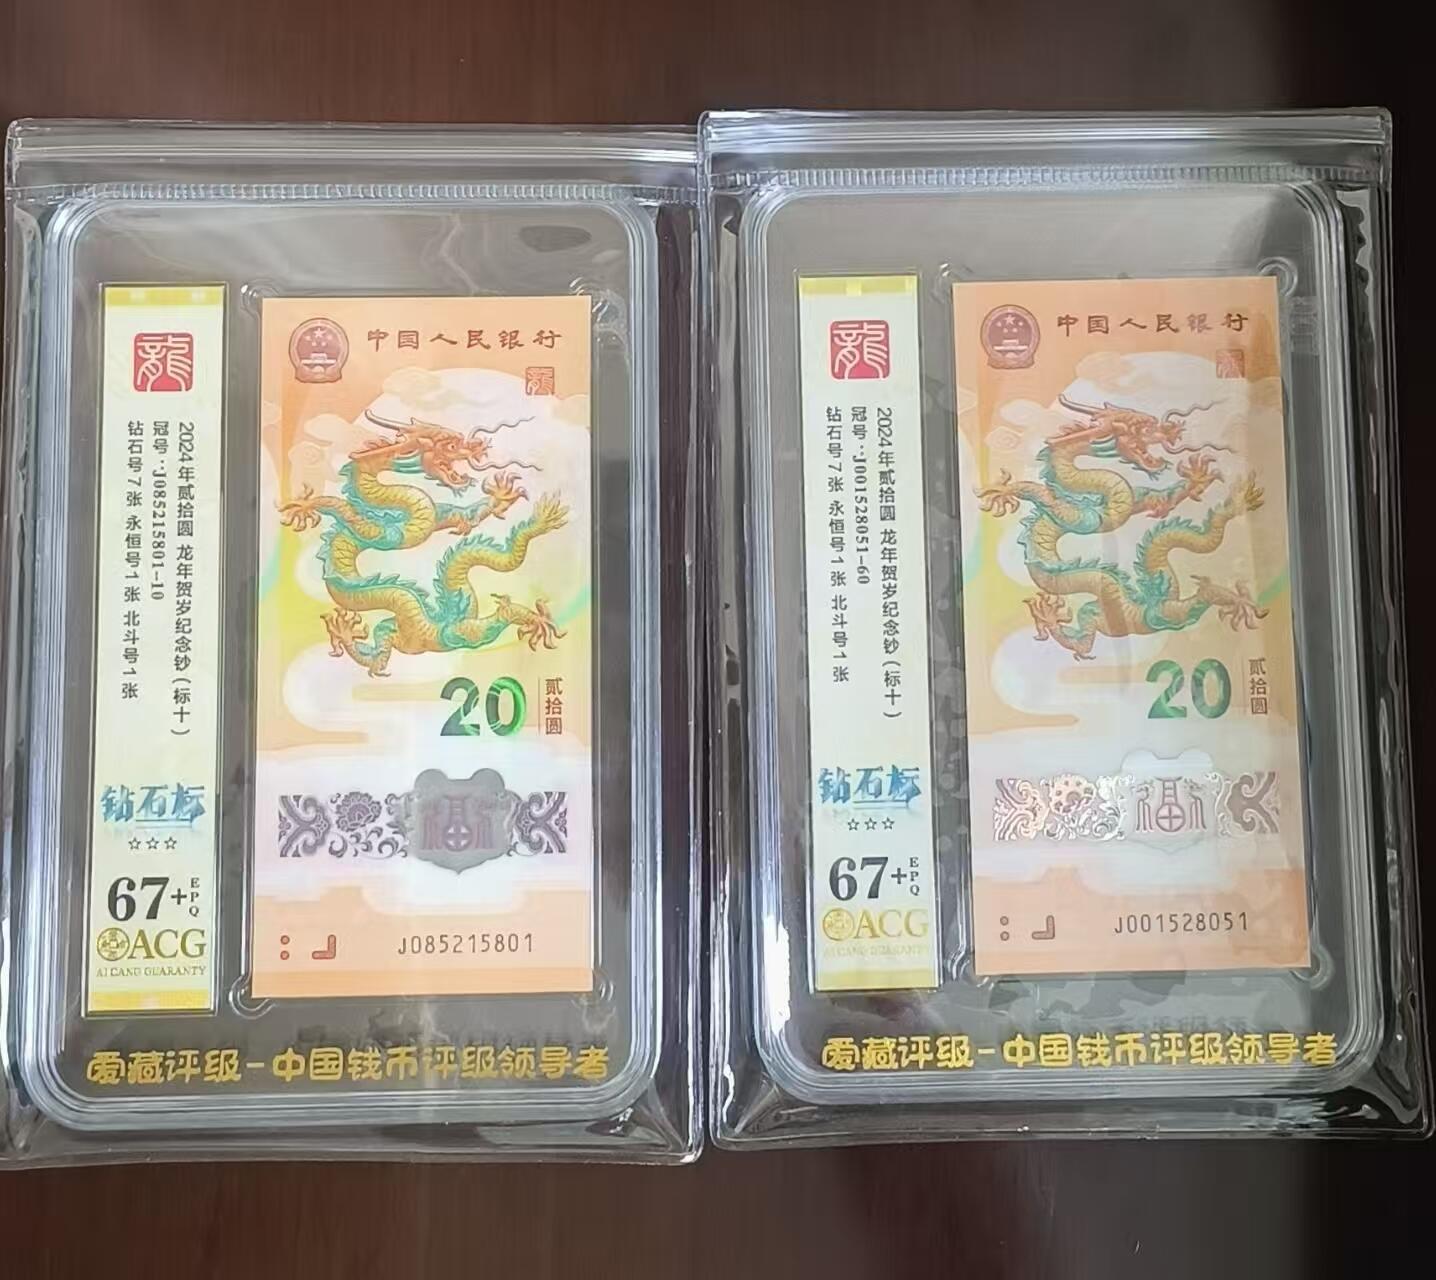 龍
2024年贰拾圆 龙年贺岁纪念钞（标十）
冠号：J085215801-10
钻石号7张 永恒号1张 北斗号1张
钻石标
☆☆☆
67+
EPQ
ACG
AI CANG GUARANTY
中国人民银行
龍
20
贰拾圆
福
J085215801
爱藏评级-中国钱币评级领导者
龍
2024年贰拾圆 龙年贺岁纪念钞（标十）
冠号：J001528051-60
钻石号7张 永恒号1张 北斗号1张
钻石标
☆☆☆
67+
EPQ
ACG
AI CANG GUARANTY
中国人民银行
龍
20
贰拾圆
福
J001528051
爱藏评级-中国钱币评级领导者